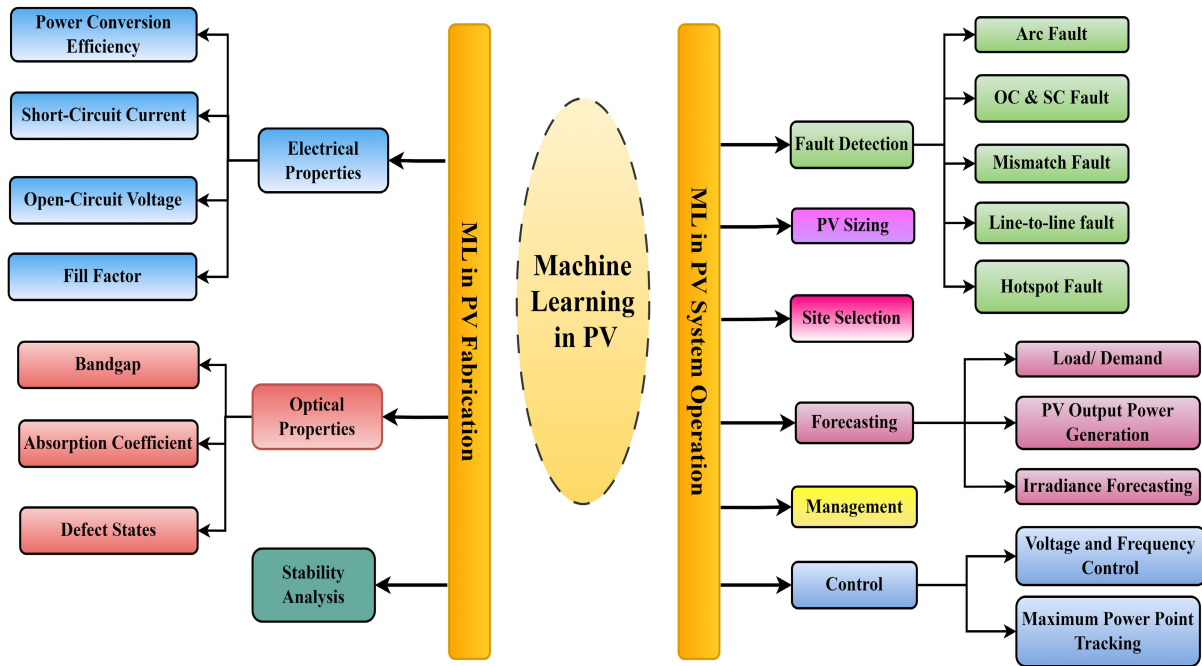 Power Conversion
Efficiency
Short-Circuit Current
Open-Circuit Voltage
Fill Factor
Electrical
Properties
Bandgap
Absorption Coefficient
Defect States
Optical
Properties
Stability
Analysis
ML in PV Fabrication
Machine
Learning
in PV
ML in PV System Operation
Fault Detection
PV Sizing
Site Selection
Forecasting
Management
Control
Arc Fault
OC & SC Fault
Mismatch Fault
Line-to-line fault
Hotspot Fault
Load/ Demand
PV Output Power
Generation
Irradiance Forecasting
Voltage and Frequency
Control
Maximum Power Point
Tracking